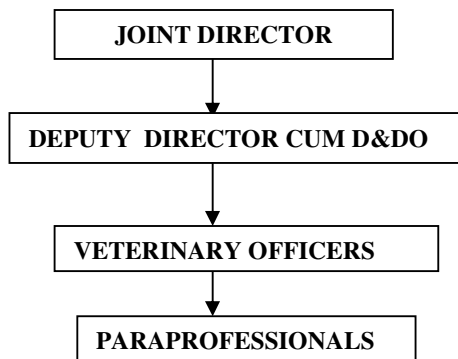 JOINT DIRECTOR
DEPUTY DIRECTOR CUM D&DO
VETERINARY OFFICERS
PARAPROFESSIONALS